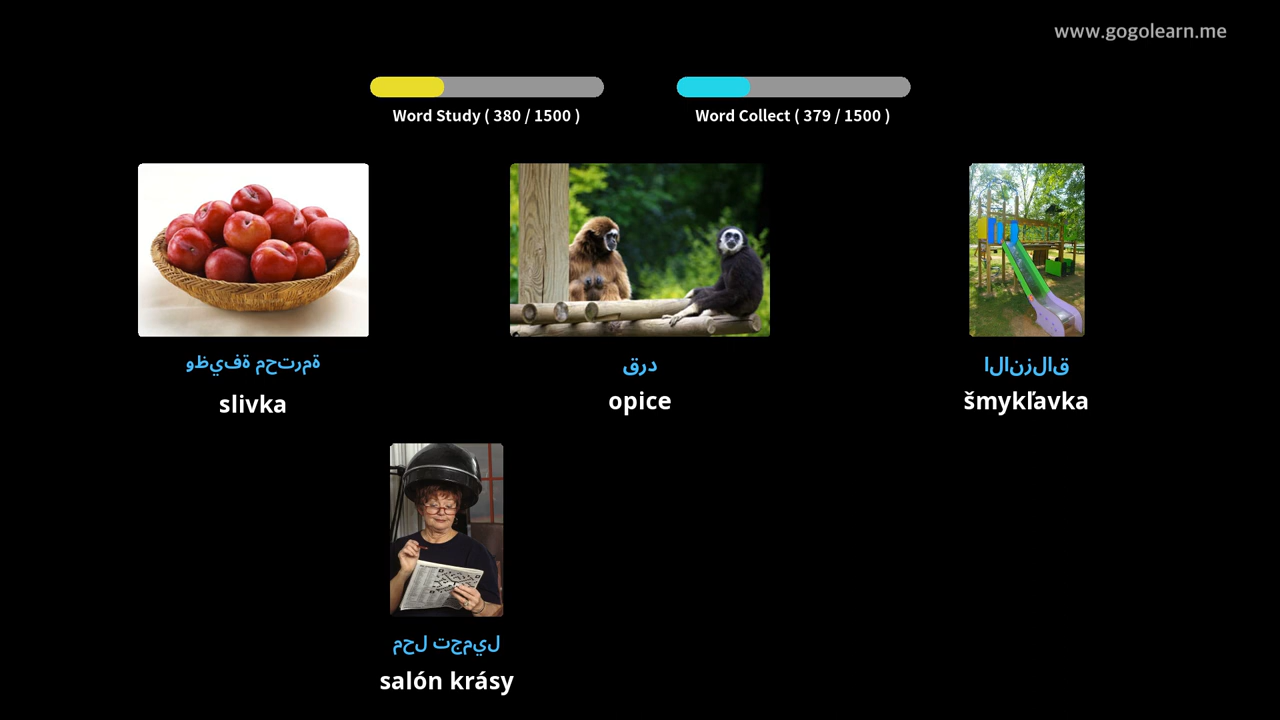 www.gogolearn.me
Word Study ( 380 / 1500 )
Word Collect ( 379 / 1500 )
وظيفة محترمة
slivka
قرد
opice
الانزلاق
šmykľavka
محل تجميل
salón krásy